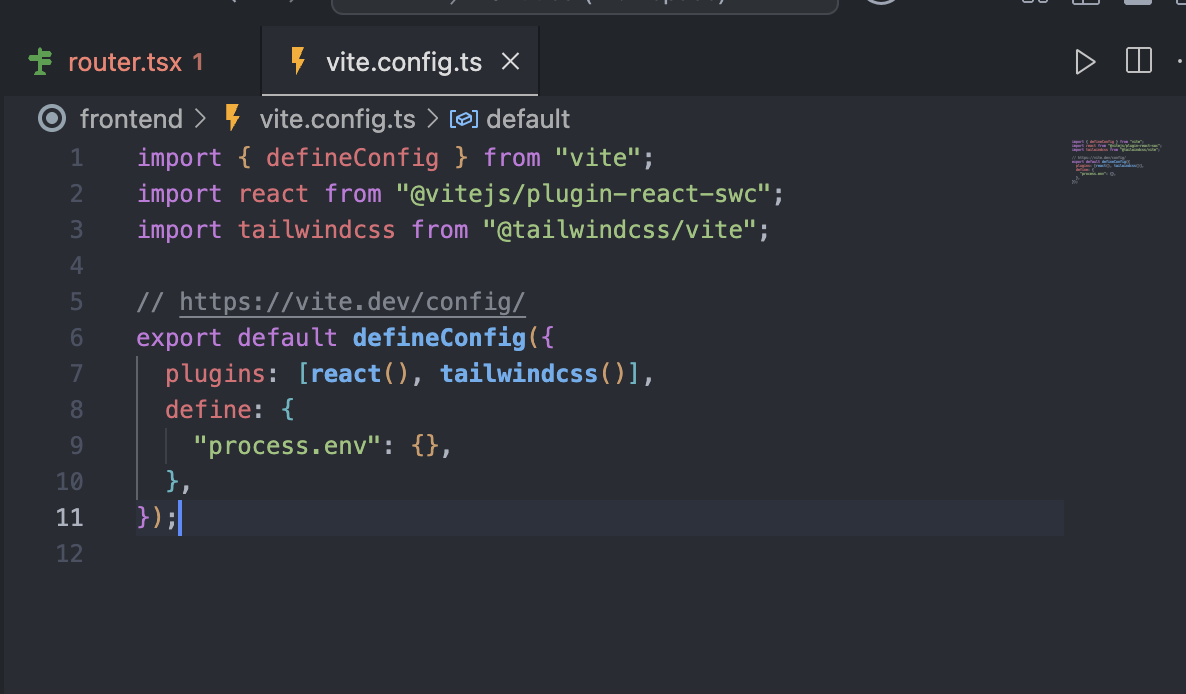 router.tsx 1
vite.config.ts
frontend > vite.config.ts > default
1 import { defineConfig } from "vite";
2 import react from "@vitejs/plugin-react-swc";
3 import tailwindcss from "@tailwindcss/vite";
4
5 // https://vite.dev/config/
6 export default defineConfig({
7   plugins: [react(), tailwindcss()],
8   define: {
9     "process.env": {},
10   },
11 });
12